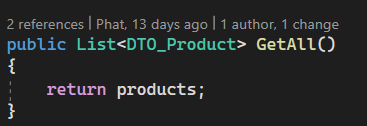 2 references | Phat, 13 days ago | 1 author, 1 change
public List<DTO_Product> GetAll()
{
    return products;
}